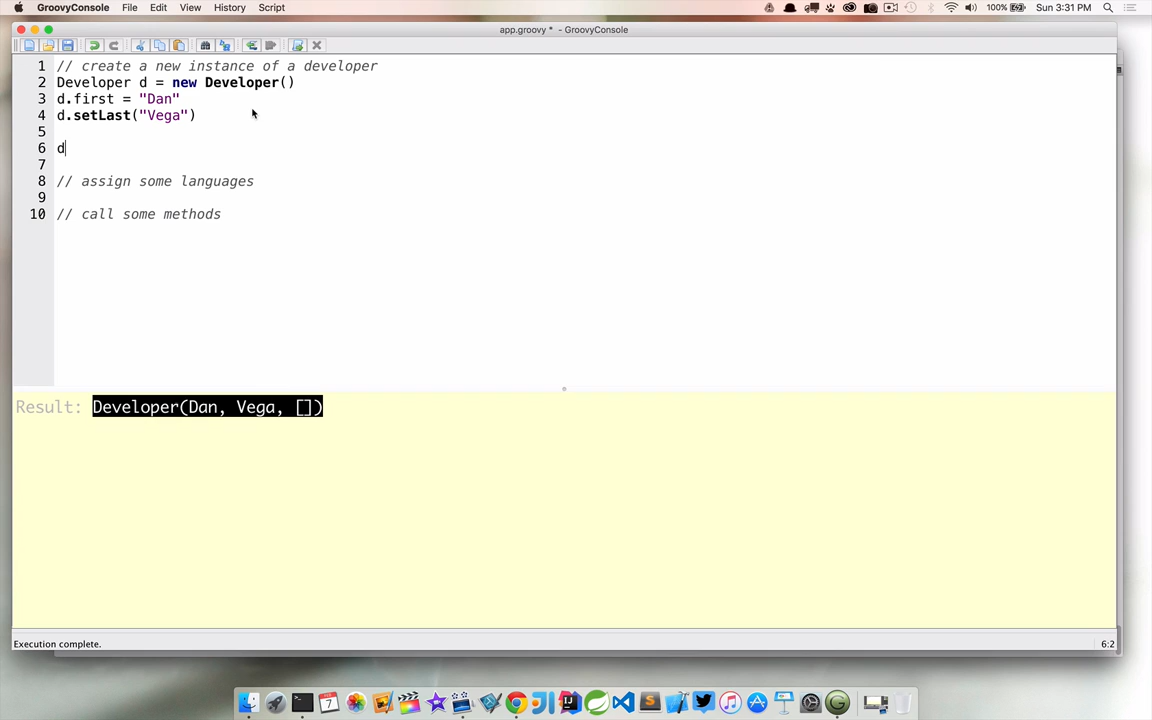 GroovyConsole File Edit View History Script 100% Sun 3:31 PM
app.groovy * - GroovyConsole
1 // create a new instance of a developer
2 Developer d = new Developer()
3 d.first = "Dan"
4 d.setLast("Vega")
5
6 d
7
8 // assign some languages
9
10 // call some methods
Result: Developer(Dan, Vega, [])
Execution complete. 6:2
FEB
7